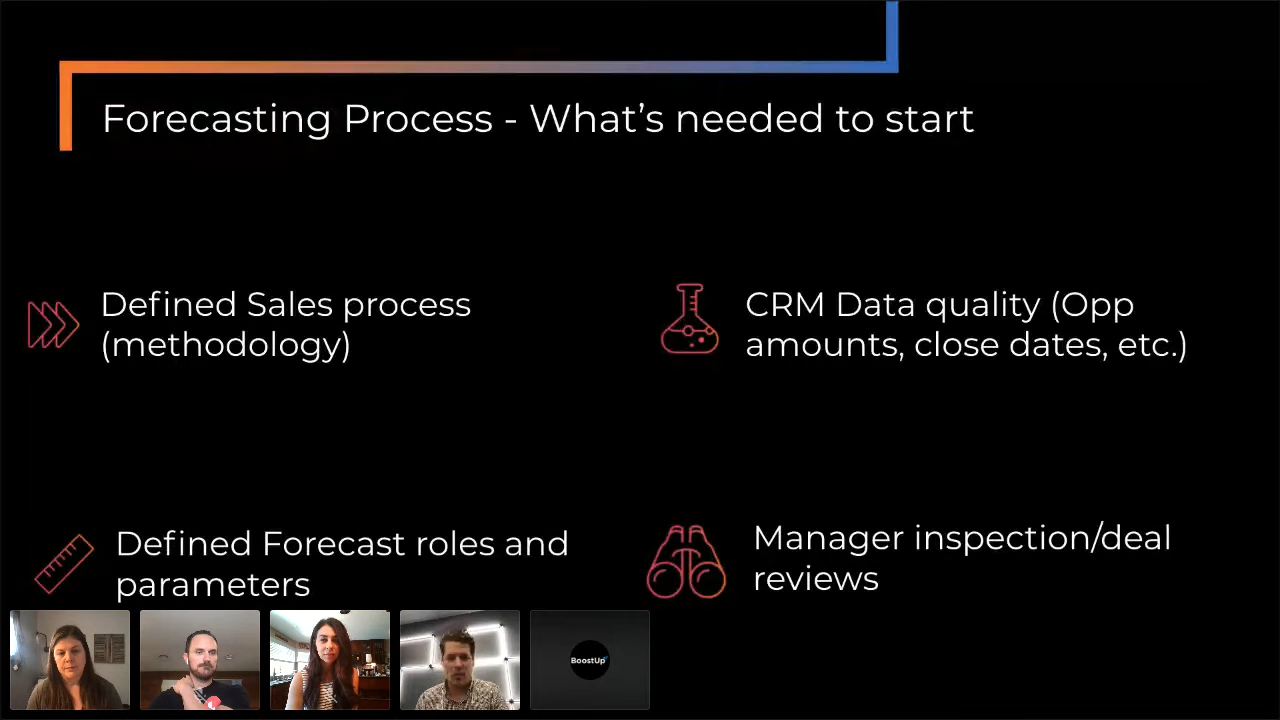 Forecasting Process - What's needed to start
Defined Sales process
(methodology)
CRM Data quality (Opp
amounts, close dates, etc.)
Defined Forecast roles and
parameters
Manager inspection/deal
reviews
BoostUp